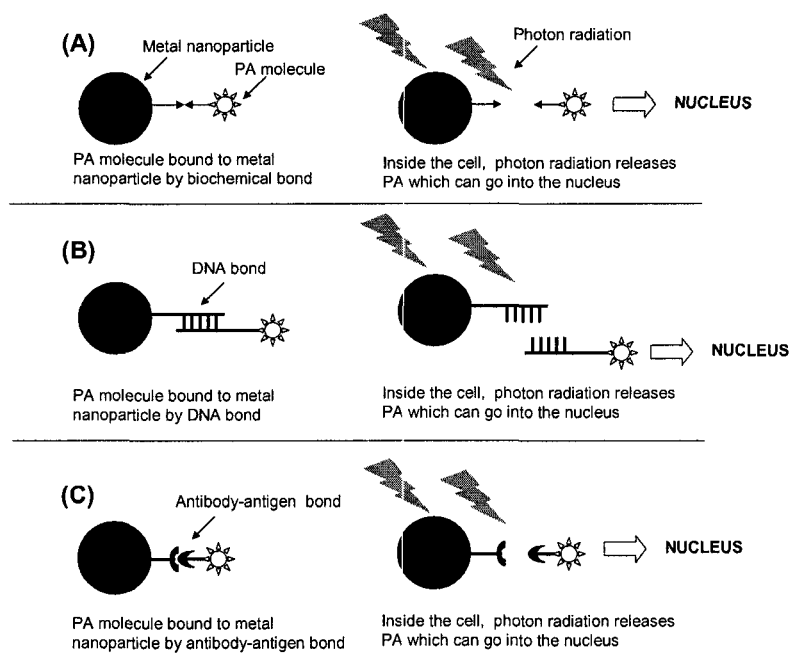 (A)
Metal nanoparticle
PA molecule
Photon radiation
NUCLEUS
PA molecule bound to metal
nanoparticle by biochemical bond
Inside the cell, photon radiation releases
PA which can go into the nucleus
(B)
DNA bond
NUCLEUS
PA molecule bound to metal
nanoparticle by DNA bond
Inside the cell, photon radiation releases
PA which can go into the nucleus
(C)
Antibody-antigen bond
NUCLEUS
PA molecule bound to metal
nanoparticle by antibody-antigen bond
Inside the cell, photon radiation releases
PA which can go into the nucleus